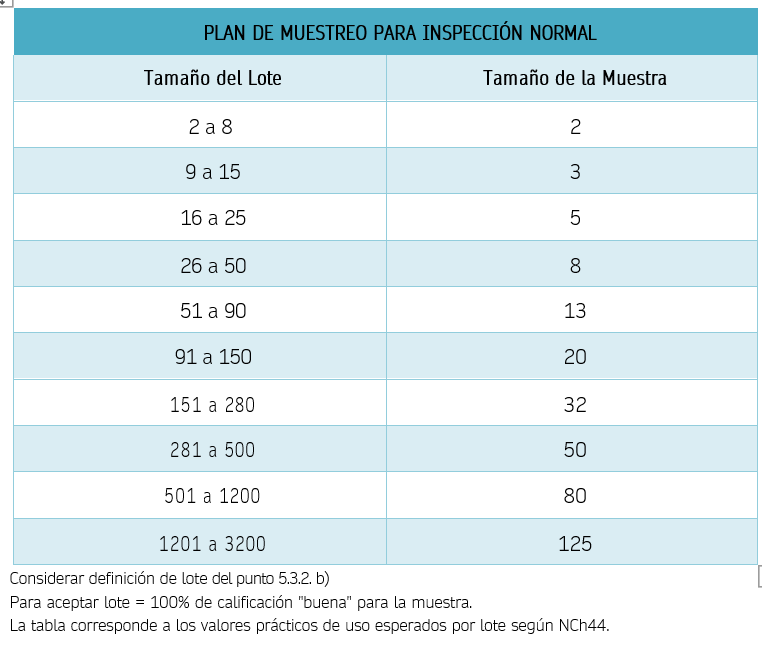 PLAN DE MUESTREO PARA INSPECCIÓN NORMAL
Tamaño del Lote Tamaño de la Muestra
2 a 8 2
9 a 15 3
16 a 25 5
26 a 50 8
51 a 90 13
91 a 150 20
151 a 280 32
281 a 500 50
501 a 1200 80
1201 a 3200 125
Considerar definición de lote del punto 5.3.2. b)
Para aceptar lote = 100% de calificación "buena" para la muestra.
La tabla corresponde a los valores prácticos de uso esperados por lote según NCh44.